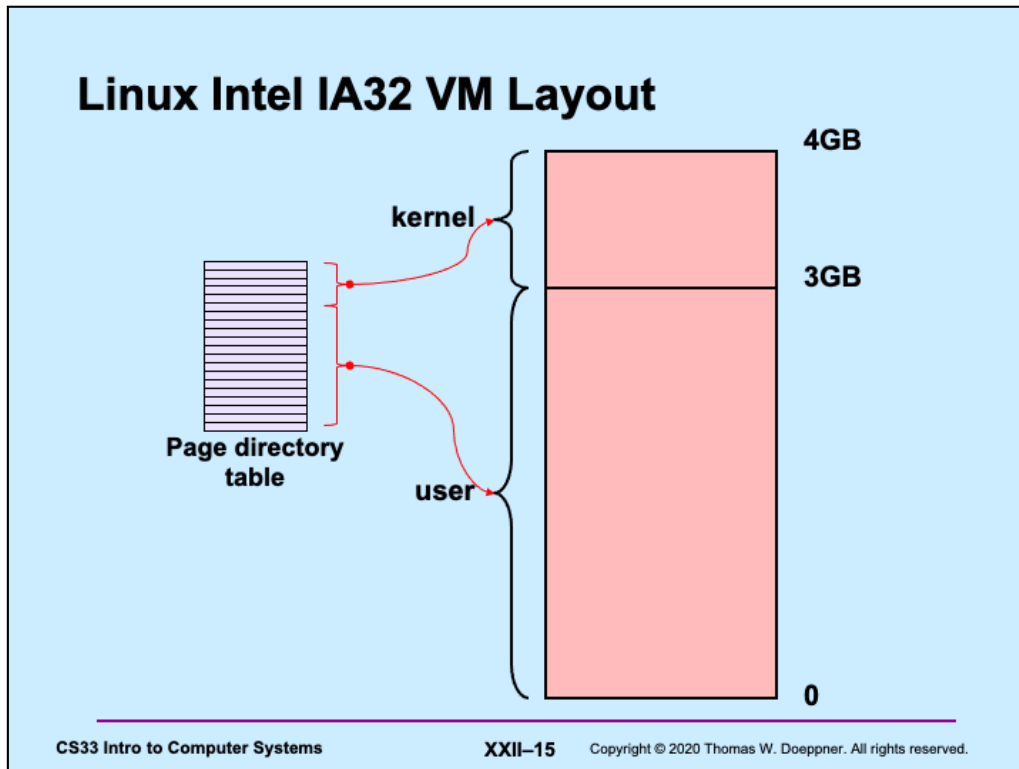 Linux Intel IA32 VM Layout
4GB
kernel
3GB
Page directory
table
user
0
CS33 Intro to Computer Systems
XXII–15
Copyright © 2020 Thomas W. Doeppner. All rights reserved.